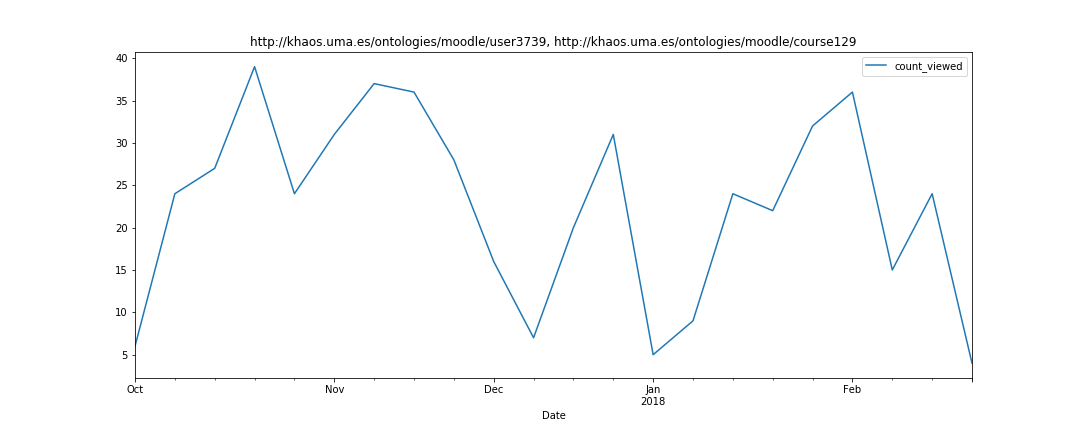 http://khaos.uma.es/ontologies/moodle/user3739, http://khaos.uma.es/ontologies/moodle/course129
count_viewed
40
35
30
25
20
15
10
5
Oct Nov Dec Jan Feb
2018
Date